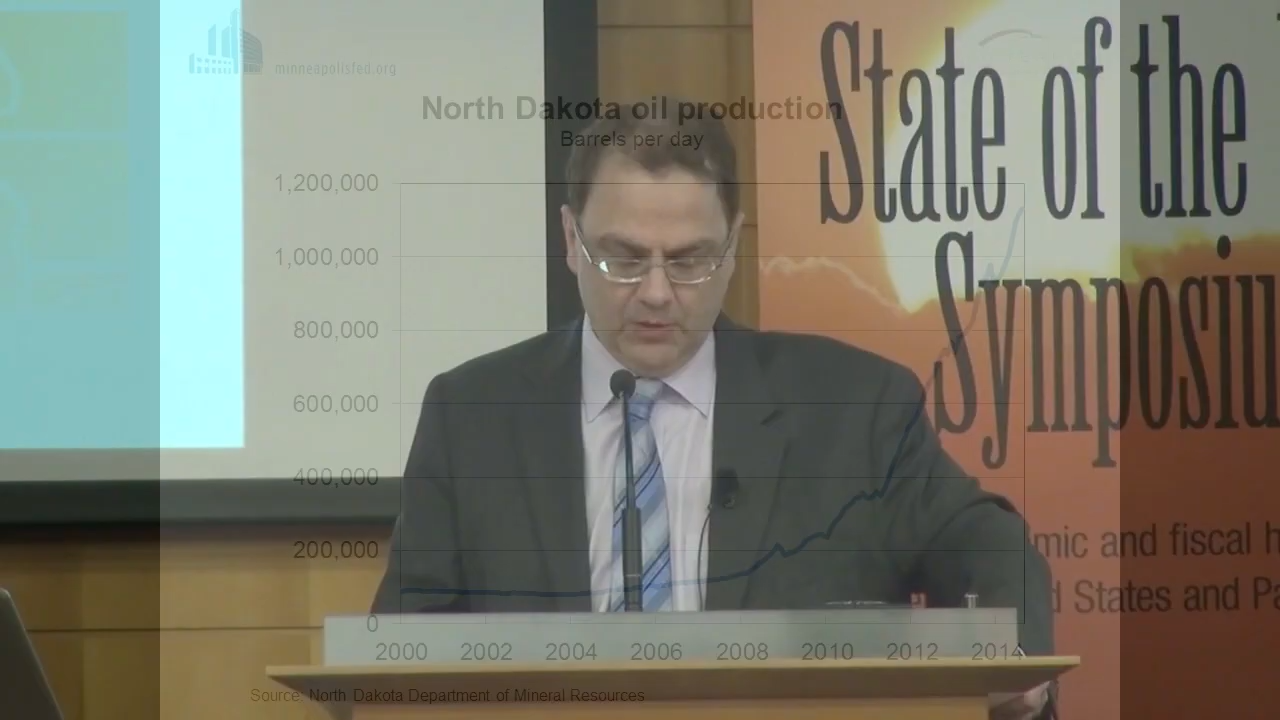 minneapolisfed.org
North Dakota oil production
Barrels per day
1,200,000
1,000,000
800,000
600,000
400,000
200,000
0
2000 2002 2004 2006 2008 2010 2012 2014
Source: North Dakota Department of Mineral Resources
State of the
Symposiu
mic and fiscal h
d States and Pa